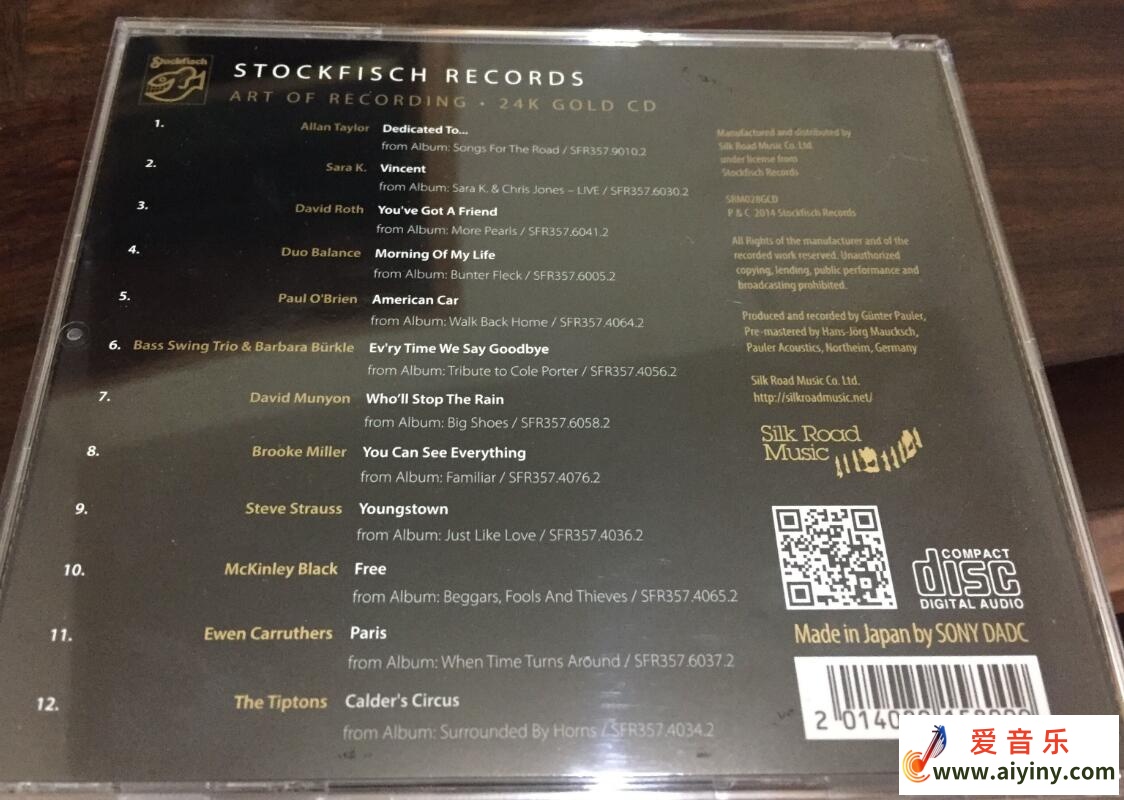 Stockfisch
STOCKFISCH RECORDS
ART OF RECORDING • 24K GOLD CD
1. Allan Taylor Dedicated To...
from Album: Songs For The Road / SFR357.9010.2
2. Sara K. Vincent
from Album: Sara K. & Chris Jones – LIVE / SFR357.6030.2
3. David Roth You've Got A Friend
from Album: More Pearls / SFR357.6041.2
4. Duo Balance Morning Of My Life
from Album: Bunter Fleck / SFR357.6005.2
5. Paul O'Brien American Car
from Album: Walk Back Home / SFR357.4064.2
6. Bass Swing Trio & Barbara Bürkle Ev'ry Time We Say Goodbye
from Album: Tribute to Cole Porter / SFR357.4056.2
7. David Munyon Who'll Stop The Rain
from Album: Big Shoes / SFR357.6058.2
8. Brooke Miller You Can See Everything
from Album: Familiar / SFR357.4076.2
9. Steve Strauss Youngstown
from Album: Just Like Love / SFR357.4036.2
10. McKinley Black Free
from Album: Beggars, Fools And Thieves / SFR357.4065.2
11. Ewen Carruthers Paris
from Album: When Time Turns Around / SFR357.6037.2
12. The Tiptons Calder's Circus
from Album: Surrounded By Horns / SFR357.4034.2
Manufactured and distributed by
Silk Road Music Co. Ltd.
under license from
Stockfisch Records
SRM028GCD
P & C 2014 Stockfisch Records
All Rights of the manufacturer and of the
recorded work reserved. Unauthorized
copying, lending, public performance and
broadcasting prohibited.
Produced and recorded by Günter Pauler,
Pre-mastered by Hans-Jörg Maucksch,
Pauler Acoustics, Northeim, Germany
Silk Road Music Co. Ltd.
http://silkroadmusic.net/
Silk Road
Music
COMPACT
disc
DIGITAL AUDIO
Made in Japan by SONY DADC
爱音乐
www.aiyiny.com